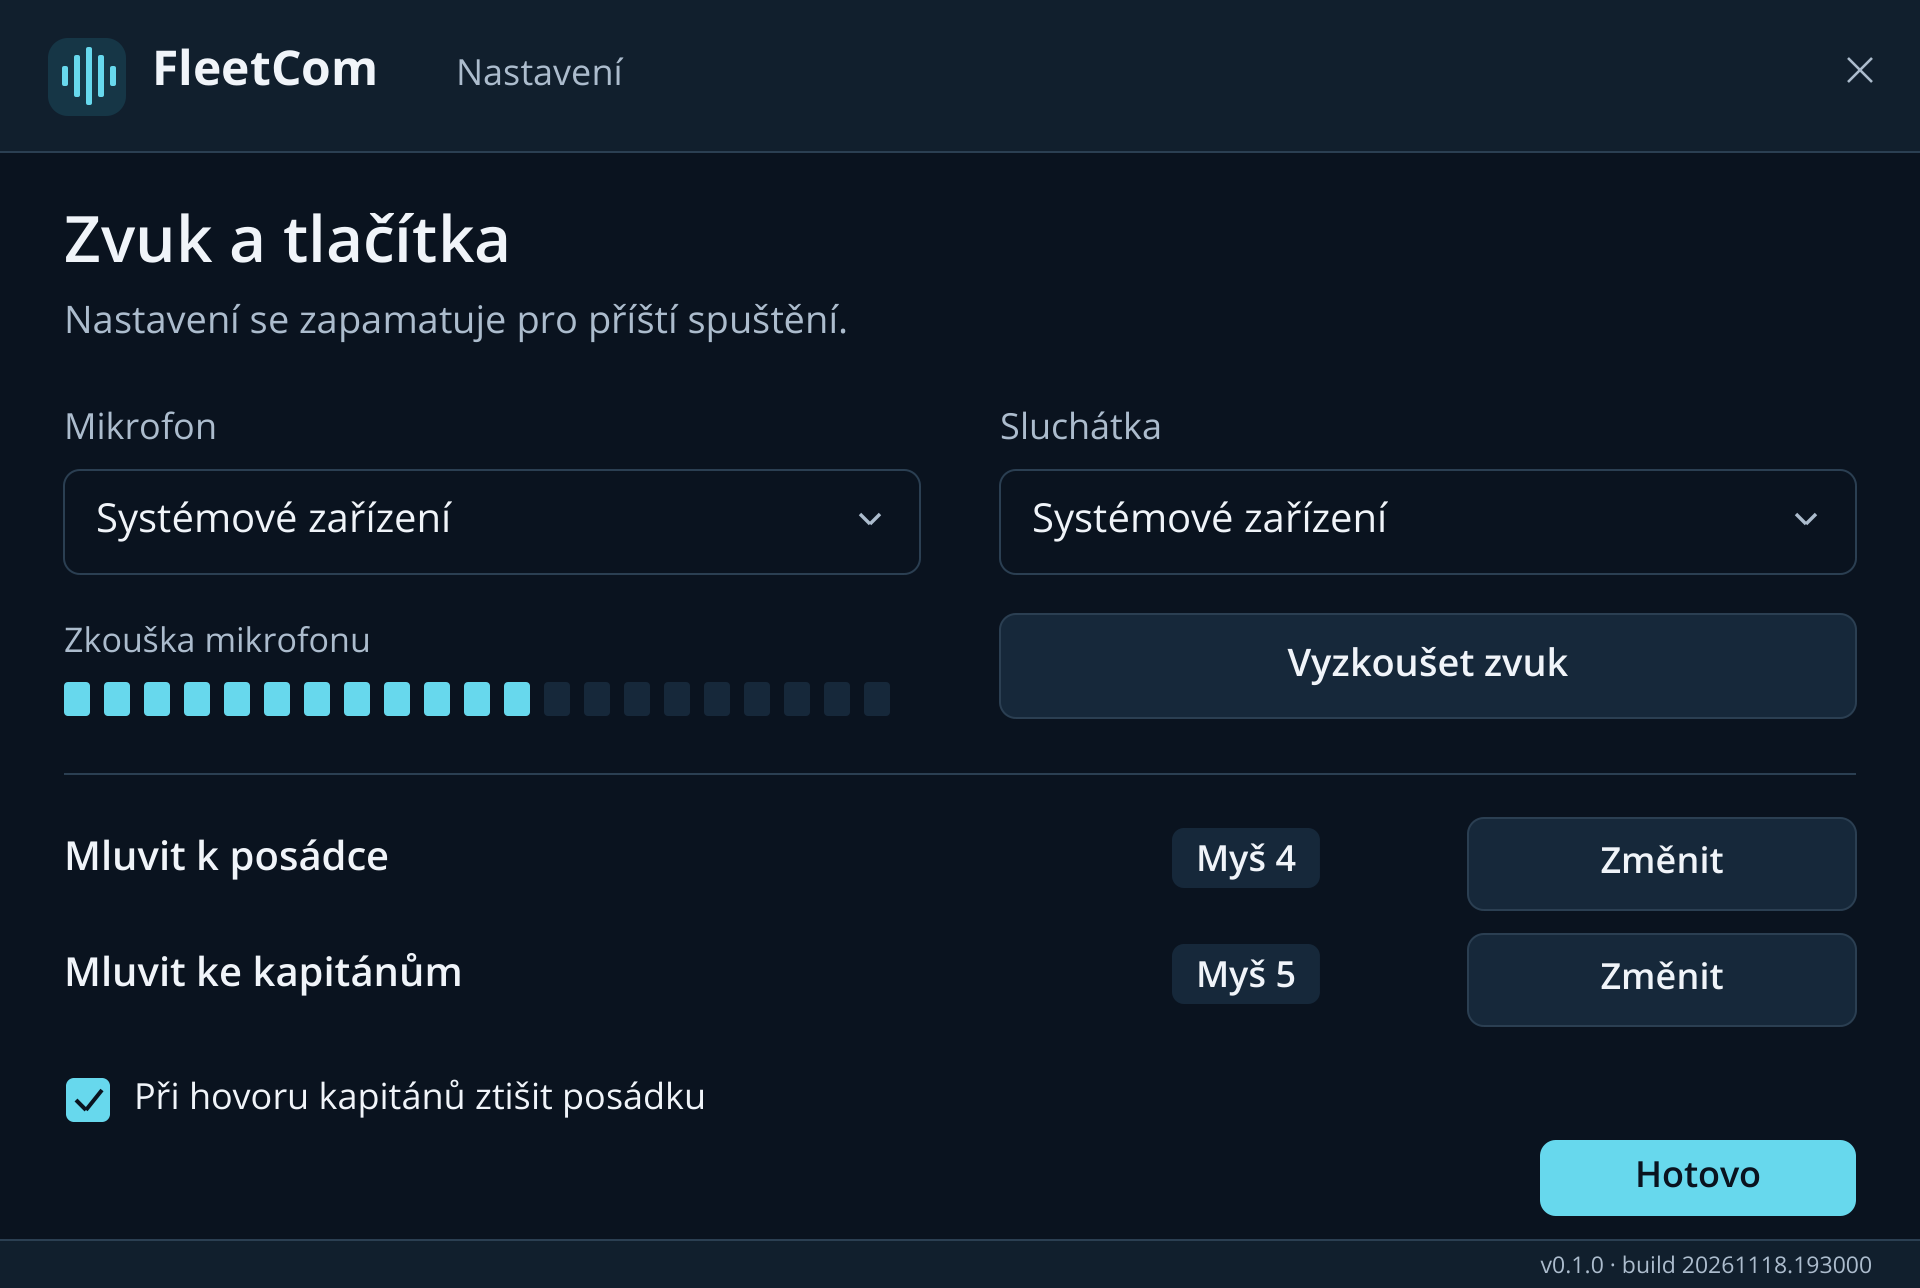 FleetCom
Nastavení
Zvuk a tlačítka
Nastavení se zapamatuje pro příští spuštění.
Mikrofon
Systémové zařízení
Sluchátka
Systémové zařízení
Zkouška mikrofonu
Vyzkoušet zvuk
Mluvit k posádce
Myš 4
Změnit
Mluvit ke kapitánům
Myš 5
Změnit
Při hovoru kapitánů ztišit posádku
Hotovo
v0.1.0 · build 20261118.193000